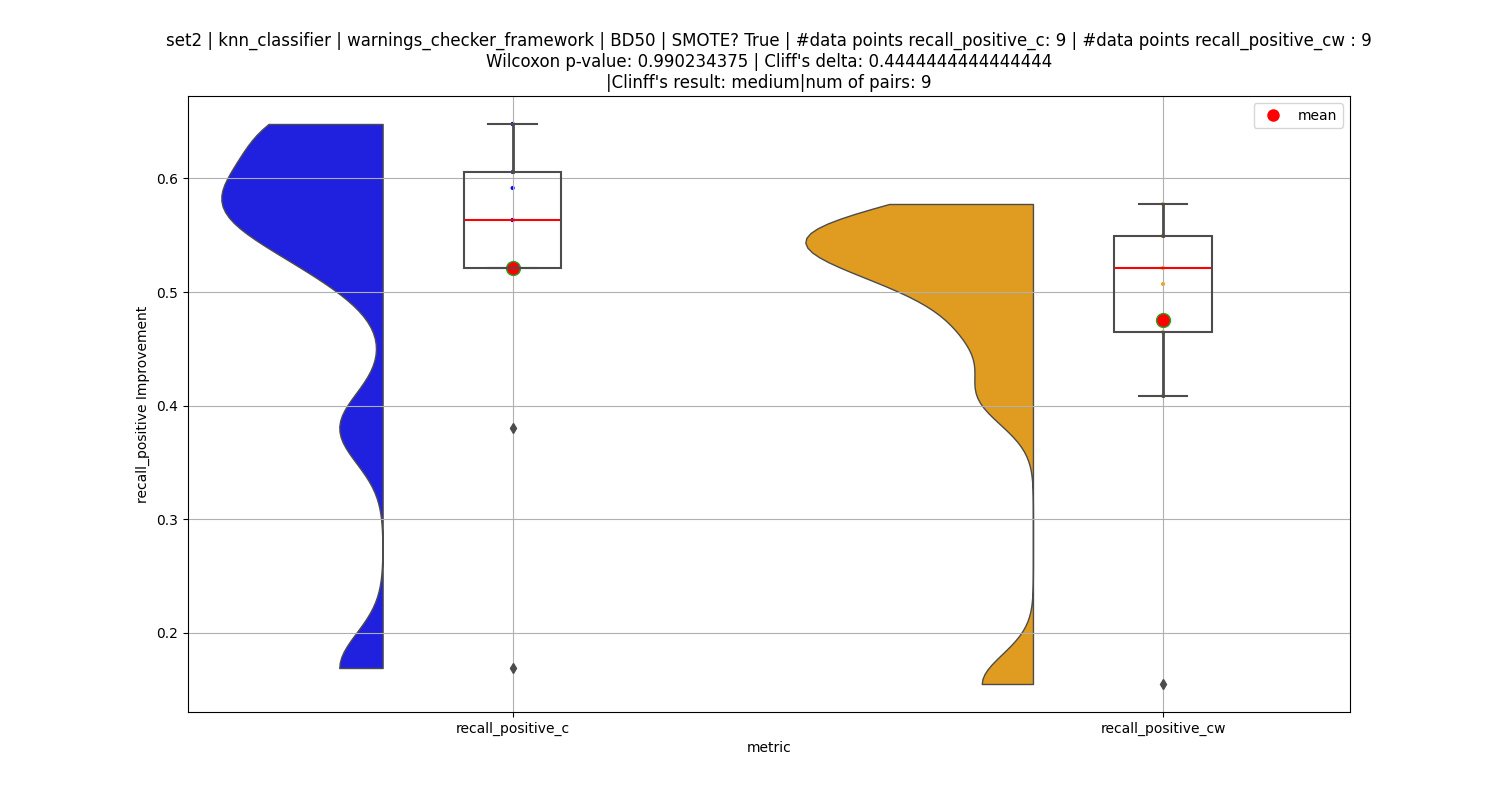 set2 | knn_classifier | warnings_checker_framework | BD50 | SMOTE? True | #data points recall_positive_c: 9 | #data points recall_positive_cw : 9
Wilcoxon p-value: 0.990234375 | Cliff's delta: 0.4444444444444444
|Clinff's result: medium|num of pairs: 9
mean
recall_positive Improvement
0.6
0.5
0.4
0.3
0.2
recall_positive_c
recall_positive_cw
metric